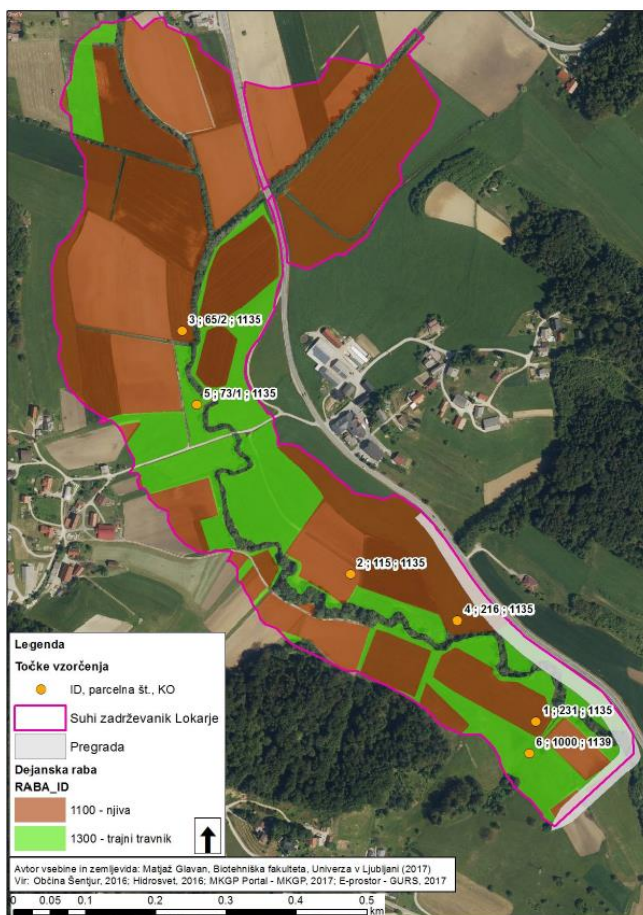 3 ; 65/2 ; 1135
5 ; 73/1 ; 1135
2 ; 115 ; 1135
4 ; 216 ; 1135
1 ; 231 ; 1135
6 ; 1000 ; 1139
Legenda
Točke vzorčenja
ID, parcelna št., KO
Suhi zadrževanik Lokarje
Pregrada
Dejanska raba
RABA_ID
1100 - njiva
1300 - trajni travnik
Avtor vsebine in zemljevida: Matjaž Glavan, Biotehniška fakulteta, Univerza v Ljubljani (2017)
Vir: Občina Šentjur, 2016; Hidrosvet, 2016; MKGP Portal - MKGP, 2017; E-prostor - GURS, 2017
0 0.05 0.1 0.2 0.3 0.4 0.5
km